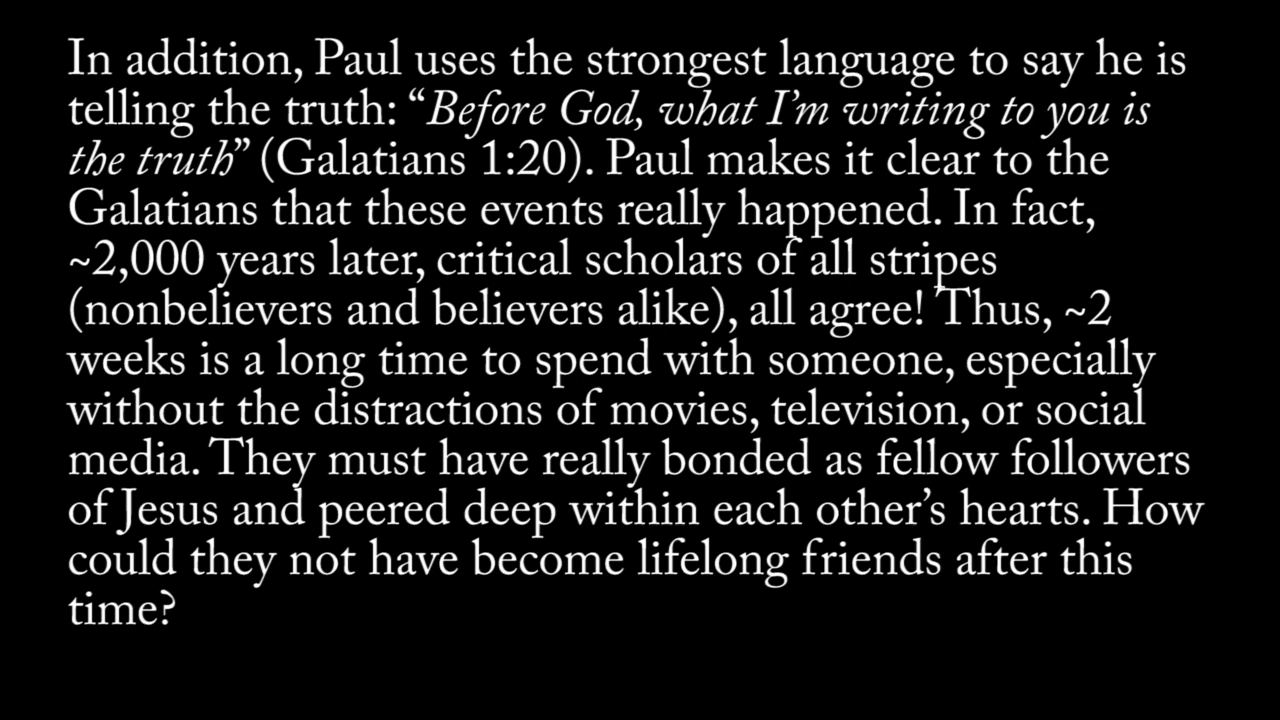 In addition, Paul uses the strongest language to say he is
telling the truth: “Before God, what I’m writing to you is
the truth” (Galatians 1:20). Paul makes it clear to the
Galatians that these events really happened. In fact,
~2,000 years later, critical scholars of all stripes
(nonbelievers and believers alike), all agree! Thus, ~2
weeks is a long time to spend with someone, especially
without the distractions of movies, television, or social
media. They must have really bonded as fellow followers
of Jesus and peered deep within each other’s hearts. How
could they not have become lifelong friends after this
time?